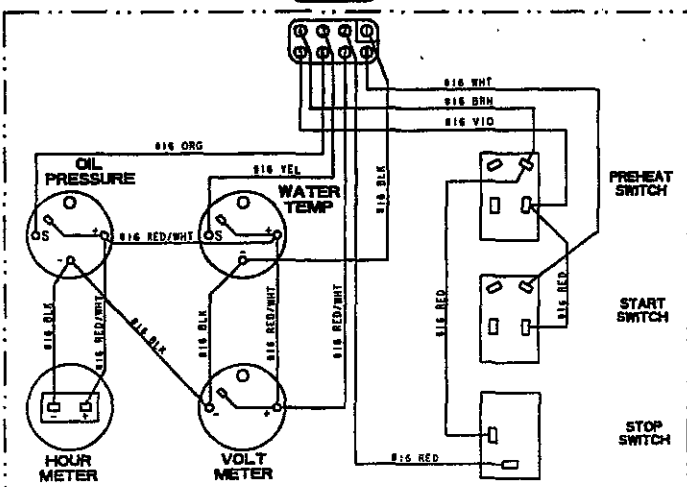 #16 WHT
#16 BRN
#16 VIO
#16 ORG
OIL
PRESSURE
#16 YEL
WATER
TEMP
#16 BLK
PREHEAT
SWITCH
S
+
-
#16 RED/WHT
S
+
-
#16 BLK
#16 RED/WHT
#16 BLK
#16 BLK
#16 RED/WHT
#16 RED/WHT
#16 RED
#16 RED
START
SWITCH
- +
- +
HOUR
METER
VOLT
METER
#16 RED
STOP
SWITCH